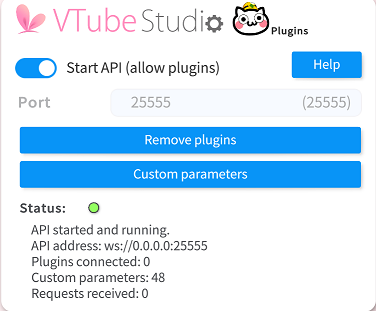 VTube Studio Plugins
Start API (allow plugins)
Help
Port 25555 (25555)
Remove plugins
Custom parameters
Status:
API started and running.
API address: ws://0.0.0.0:25555
Plugins connected: 0
Custom parameters: 48
Requests received: 0